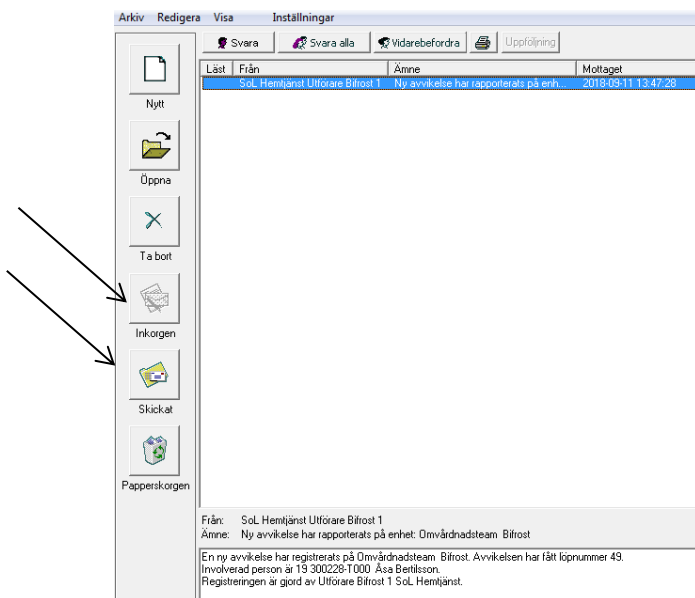 Arkiv Redigera Visa Inställningar
Svara Svara alla Vidarebefordra Uppföljning
Läst Från Ämne Mottaget
SoL Hemtjänst Utförare Bifrost 1 Ny avvikelse har rapporterats på enh... 2018-09-11 13:47:28
Nytt
Öppna
Ta bort
Inkorgen
Skickat
Papperskorgen
Från: SoL Hemtjänst Utförare Bifrost 1
Ämne: Ny avvikelse har rapporterats på enhet: Omvårdnadsteam Bifrost
En ny avvikelse har registrerats på Omvårdnadsteam Bifrost. Avvikelsen har fått löpnummer 49.
Involverad person är 19 300228-T000 Åsa Bertilsson.
Registreringen är gjord av Utförare Bifrost 1 SoL Hemtjänst.